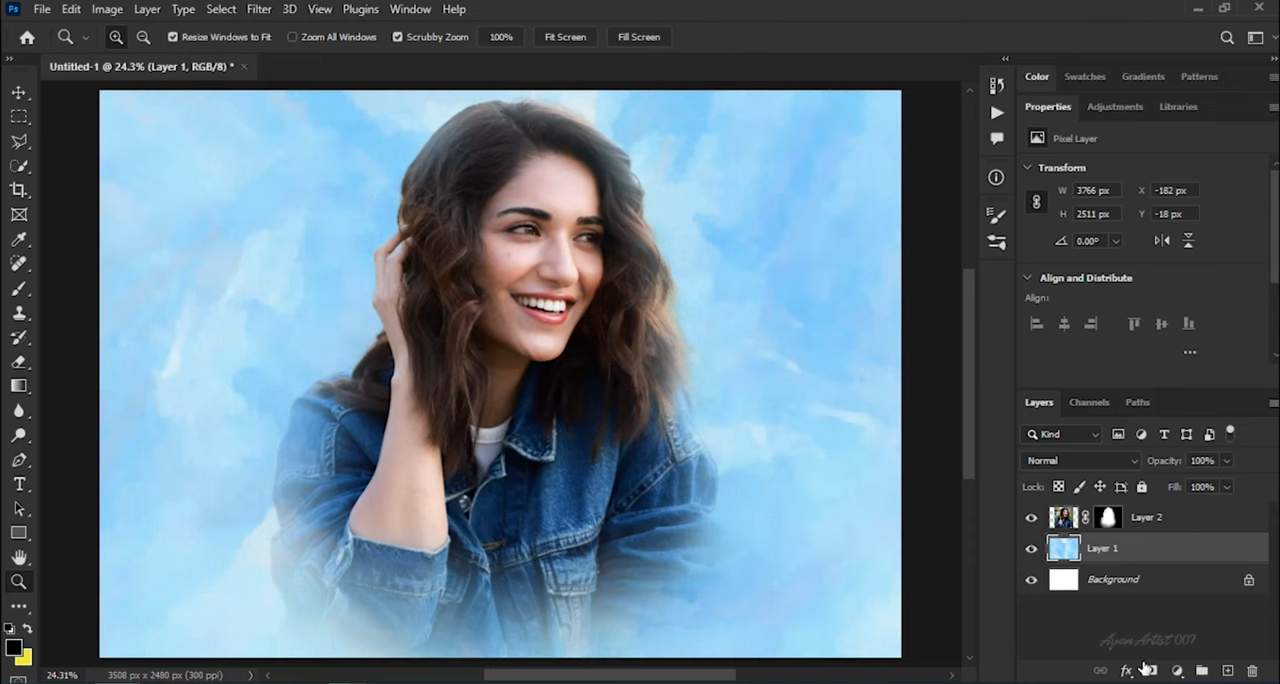 Ps File Edit Image Layer Type Select Filter 3D View Plugins Window Help
Resize Windows to Fit Zoom All Windows Scrubby Zoom 100% Fit Screen Fill Screen
Untitled-1 @ 24.3% (Layer 1, RGB/8) * ×
Color Swatches Gradients Patterns
Properties Adjustments Libraries
Pixel Layer
Transform
W 3766 px X -182 px
H 2511 px Y -18 px
0.00°
Align and Distribute
Align:
Layers Channels Paths
Kind
Normal Opacity: 100%
Lock: Fill: 100%
Layer 2
Layer 1
Background
Ayan Artist 007
fx
24.31% 3508 px x 2480 px (300 ppi)